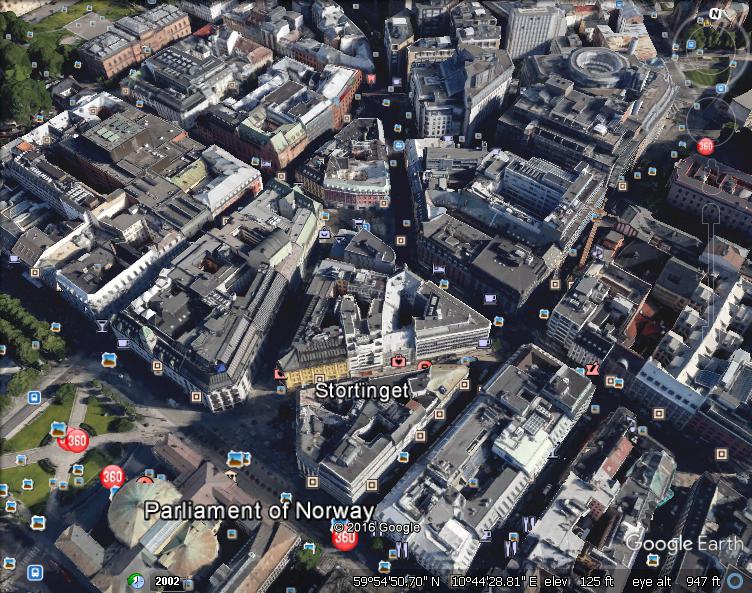 N
360
Stortinget
360
360
Parliament of Norway
© 2016 Google
360
Google Earth
2002
59°54'50.70" N 10°44'28.81" E elev 125 ft eye alt 947 ft